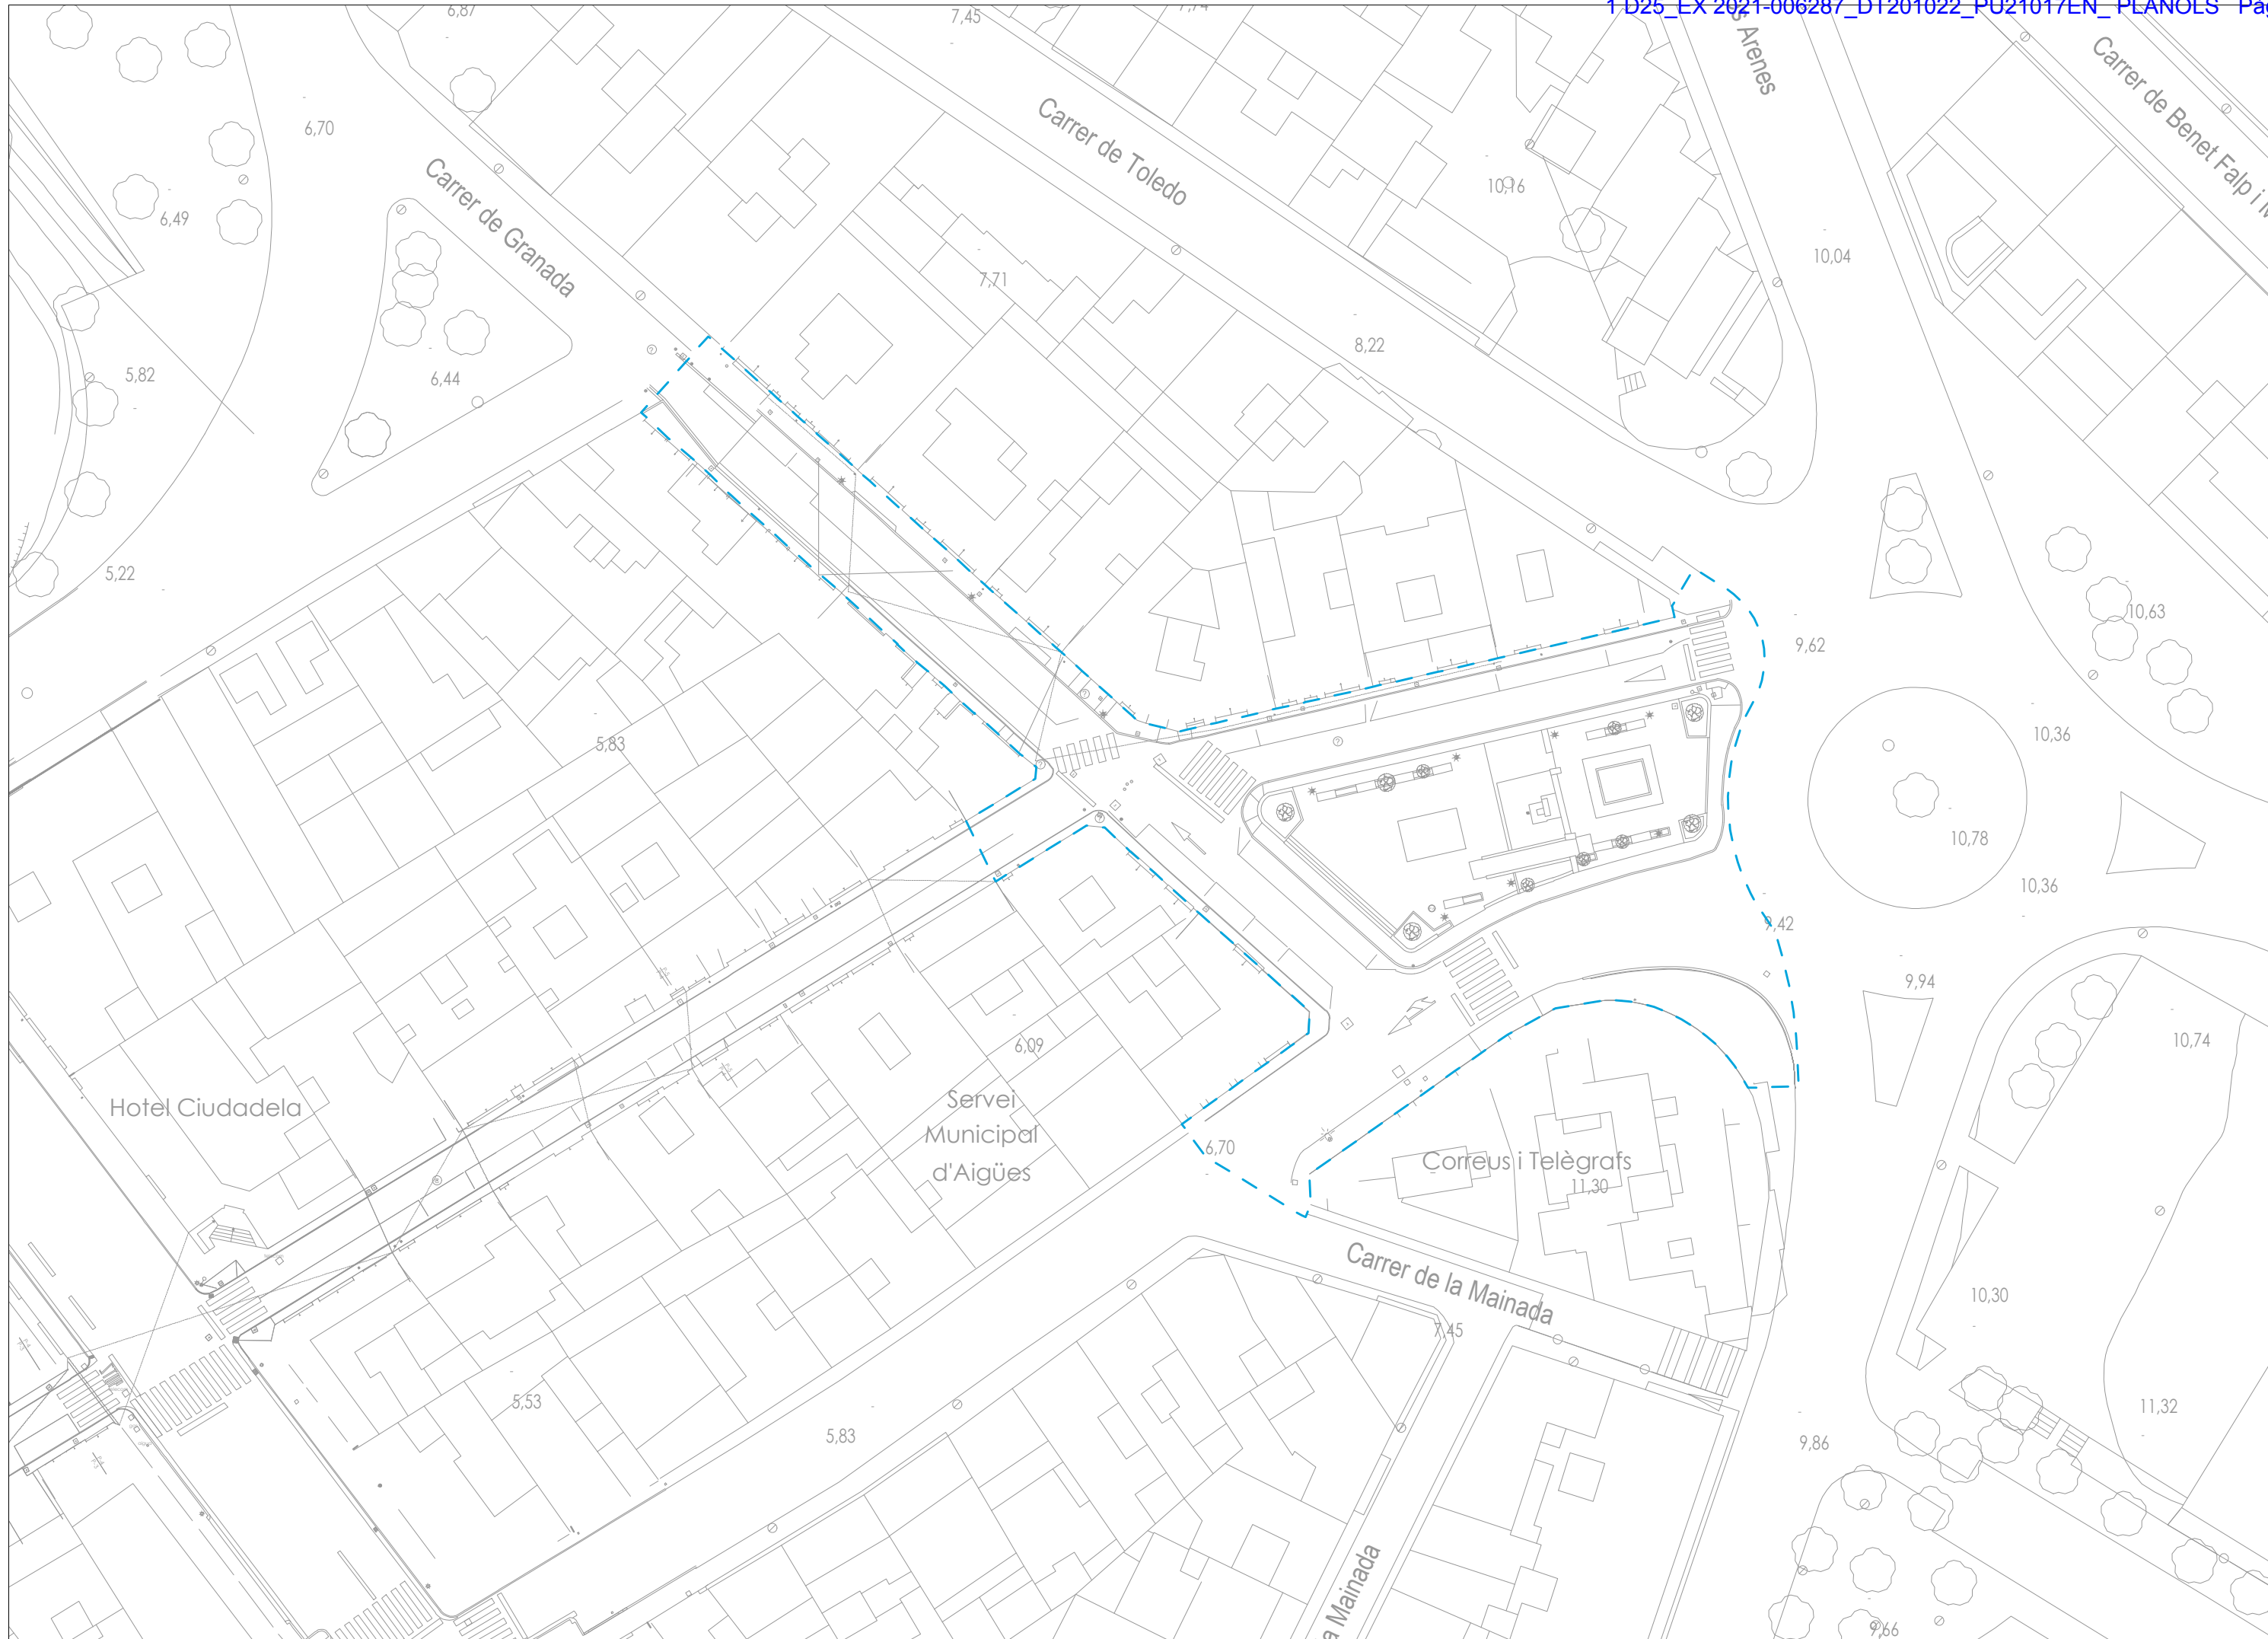 1 D25_EX 2021-006287_DT201022_PU21017EN_ PLANOLS
6,87
7,45
7,74
s Arenes
Carrer de Benet Falp i
6,70
Carrer de Toledo
Carrer de Granada
10,16
6,49
10,04
7,71
8,22
5,82
6,44
5,22
10,63
9,62
5,83
10,36
10,78
10,36
9,42
9,94
6,09
10,74
Hotel Ciudadela
Servei
Municipal
d'Aigües
6,70
Correus i Telègrafs
11,30
Carrer de la Mainada
10,30
7,45
5,53
11,32
5,83
9,86
a Mainada
9,66